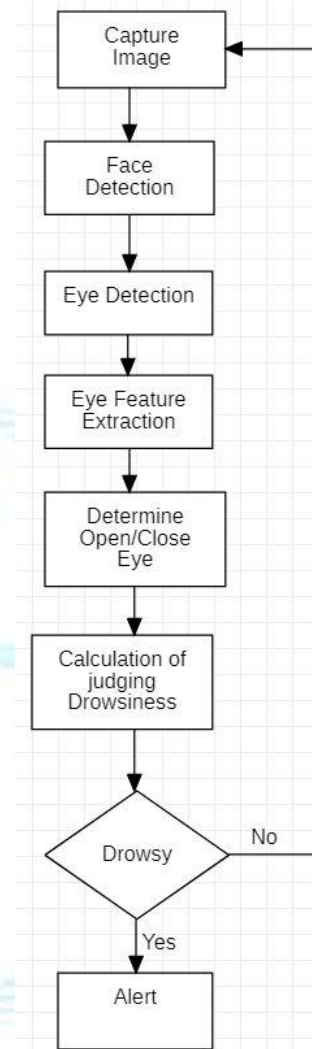 Capture
Image
Face
Detection
Eye Detection
Eye Feature
Extraction
Determine
Open/Close
Eye
Calculation of
judging
Drowsiness
Drowsy
No
Yes
Alert